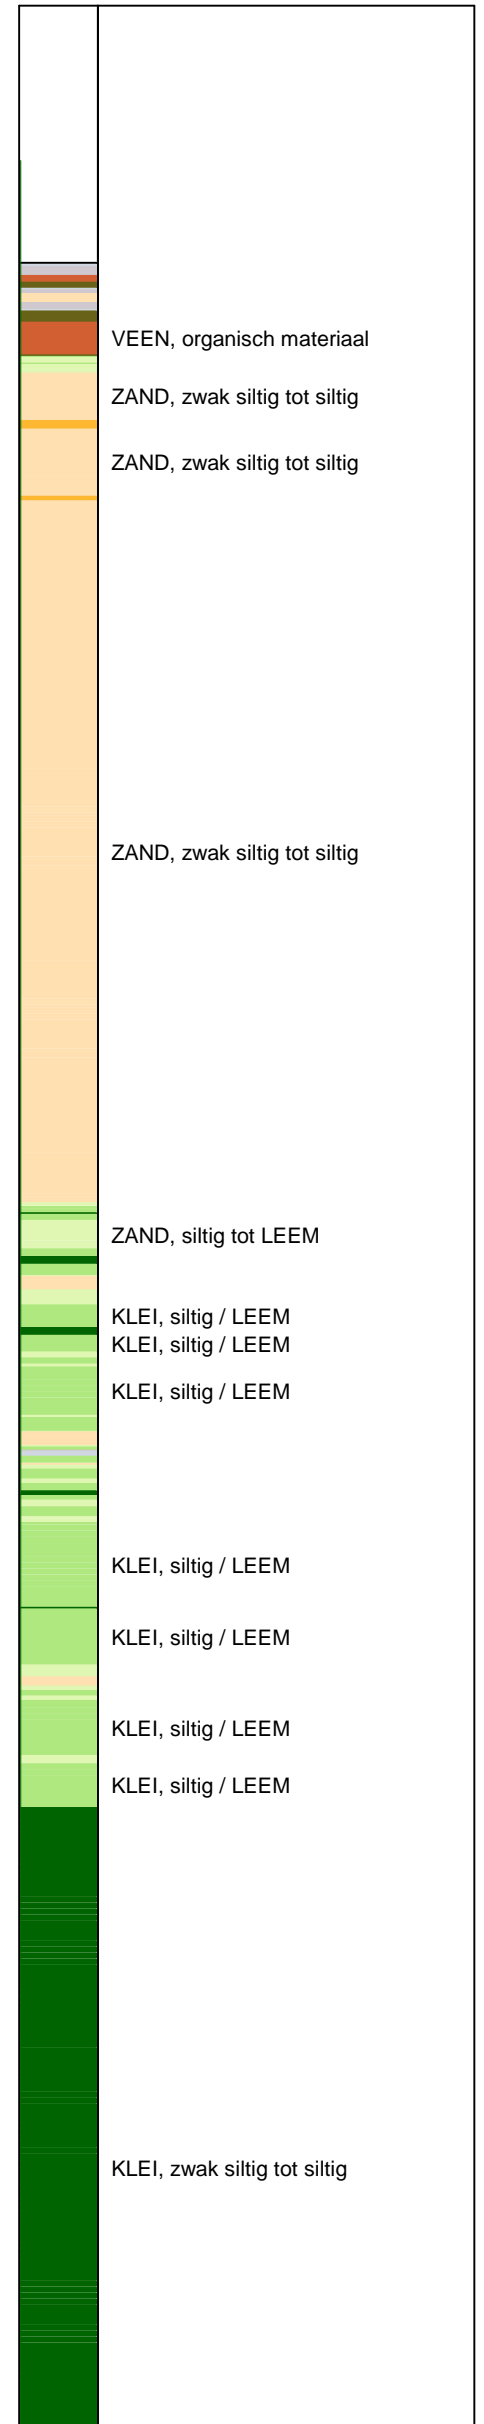 VEEN, organisch materiaal
ZAND, zwak siltig tot siltig
ZAND, zwak siltig tot siltig
ZAND, zwak siltig tot siltig
ZAND, siltig tot LEEM
KLEI, siltig / LEEM
KLEI, siltig / LEEM
KLEI, siltig / LEEM
KLEI, siltig / LEEM
KLEI, siltig / LEEM
KLEI, siltig / LEEM
KLEI, siltig / LEEM
KLEI, zwak siltig tot siltig